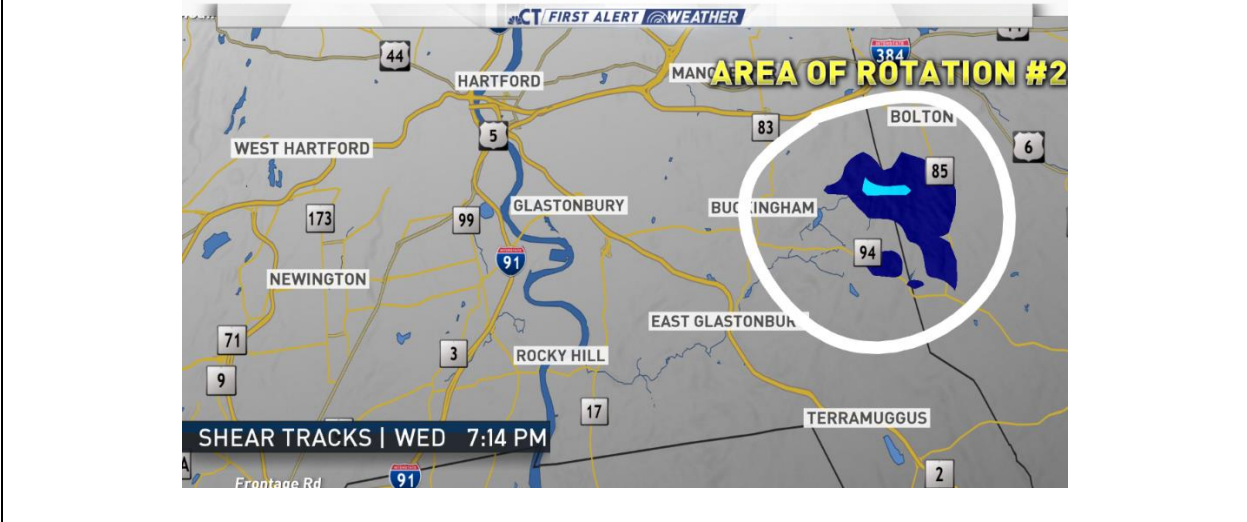 CT FIRST ALERT WEATHER
44
384
HARTFORD
AREA OF ROTATION #2
BOLTON
83
5
6
WEST HARTFORD
85
GLASTONBURY
BUCKINGHAM
173
99
94
91
NEWINGTON
EAST GLASTONBUR
71
3
ROCKY HILL
9
17
TERRAMUGGUS
SHEAR TRACKS | WED 7:14 PM
2
91
Frontage Rd